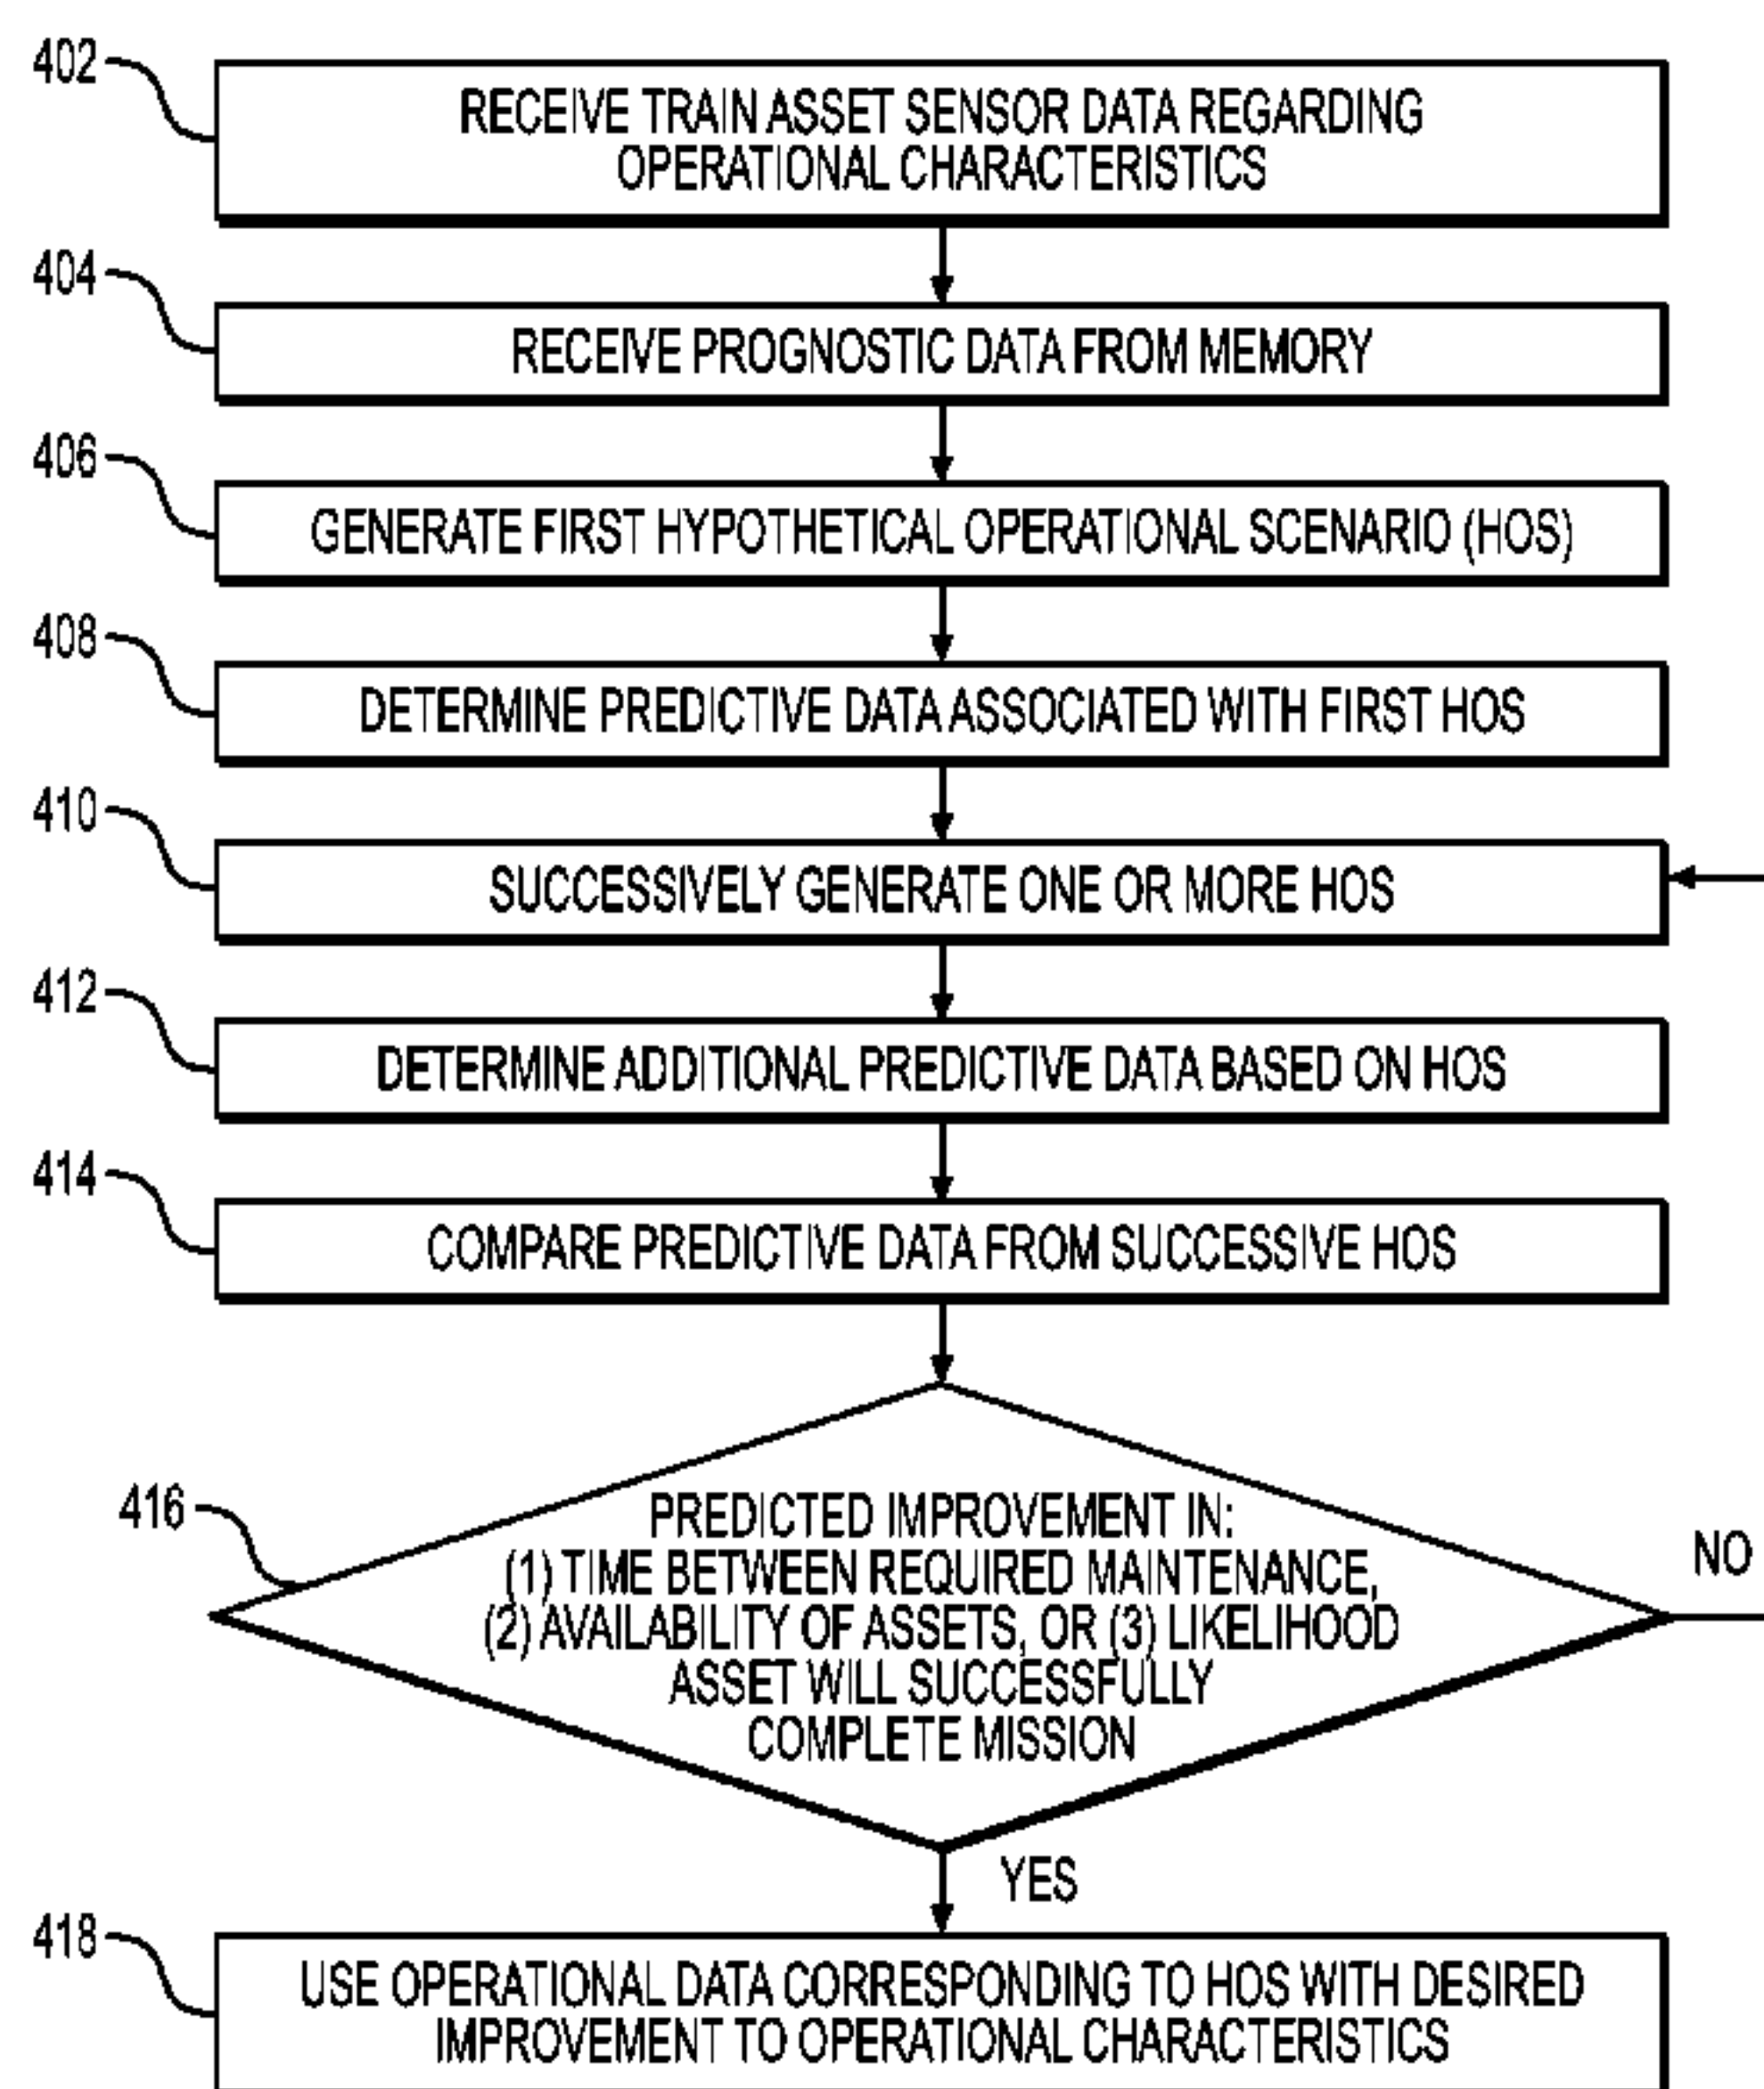 402
RECEIVE TRAIN ASSET SENSOR DATA REGARDING
OPERATIONAL CHARACTERISTICS
404
RECEIVE PROGNOSTIC DATA FROM MEMORY
406
GENERATE FIRST HYPOTHETICAL OPERATIONAL SCENARIO (HOS)
408
DETERMINE PREDICTIVE DATA ASSOCIATED WITH FIRST HOS
410
SUCCESSIVELY GENERATE ONE OR MORE HOS
412
DETERMINE ADDITIONAL PREDICTIVE DATA BASED ON HOS
414
COMPARE PREDICTIVE DATA FROM SUCCESSIVE HOS
416
PREDICTED IMPROVEMENT IN:
(1) TIME BETWEEN REQUIRED MAINTENANCE,
(2) AVAILABILITY OF ASSETS, OR (3) LIKELIHOOD
ASSET WILL SUCCESSFULLY
COMPLETE MISSION
NO
YES
418
USE OPERATIONAL DATA CORRESPONDING TO HOS WITH DESIRED
IMPROVEMENT TO OPERATIONAL CHARACTERISTICS